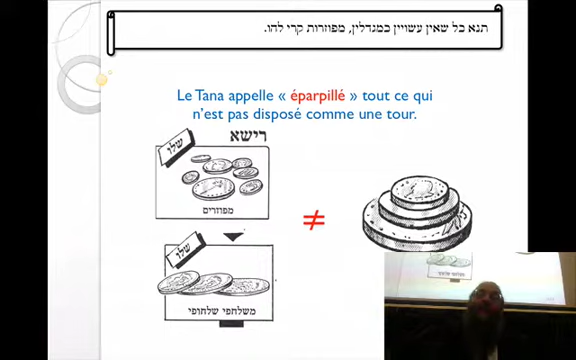 תנא כל שאין עשויין כמגדלין, מפוזרות קרי להו.
Le Tana appelle « éparpillé » tout ce qui
n'est pas disposé comme une tour.
רישא
שלו
מפוזרים
≠
שלו
משלחפי שלחופי